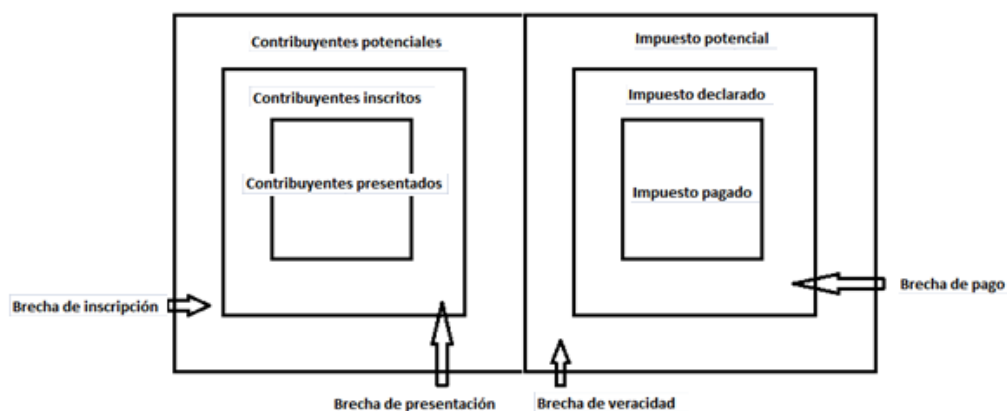 Contribuyentes potenciales
Impuesto potencial
Contribuyentes inscritos
Impuesto declarado
Contribuyentes presentados
Impuesto pagado
Brecha de inscripción
Brecha de pago
Brecha de presentación
Brecha de veracidad